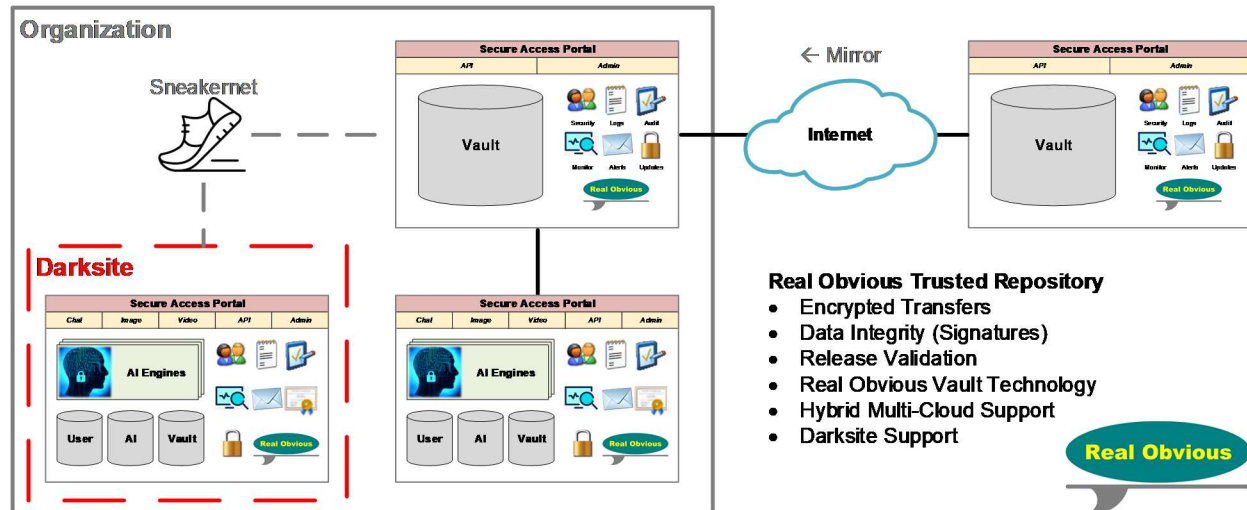 Organization
Sneakernet
Secure Access Portal
API Admin
Vault
Security Logs Audit
Monitor Alerts Updates
Real Obvious
← Mirror
Internet
Secure Access Portal
API Admin
Vault
Security Logs Audit
Monitor Alerts Updates
Real Obvious
Darksite
Secure Access Portal
Chat Image Video API Admin
AI Engines
User AI Vault
Real Obvious
Secure Access Portal
Chat Image Video API Admin
AI Engines
User AI Vault
Real Obvious
Real Obvious Trusted Repository
• Encrypted Transfers
• Data Integrity (Signatures)
• Release Validation
• Real Obvious Vault Technology
• Hybrid Multi-Cloud Support
• Darksite Support
Real Obvious